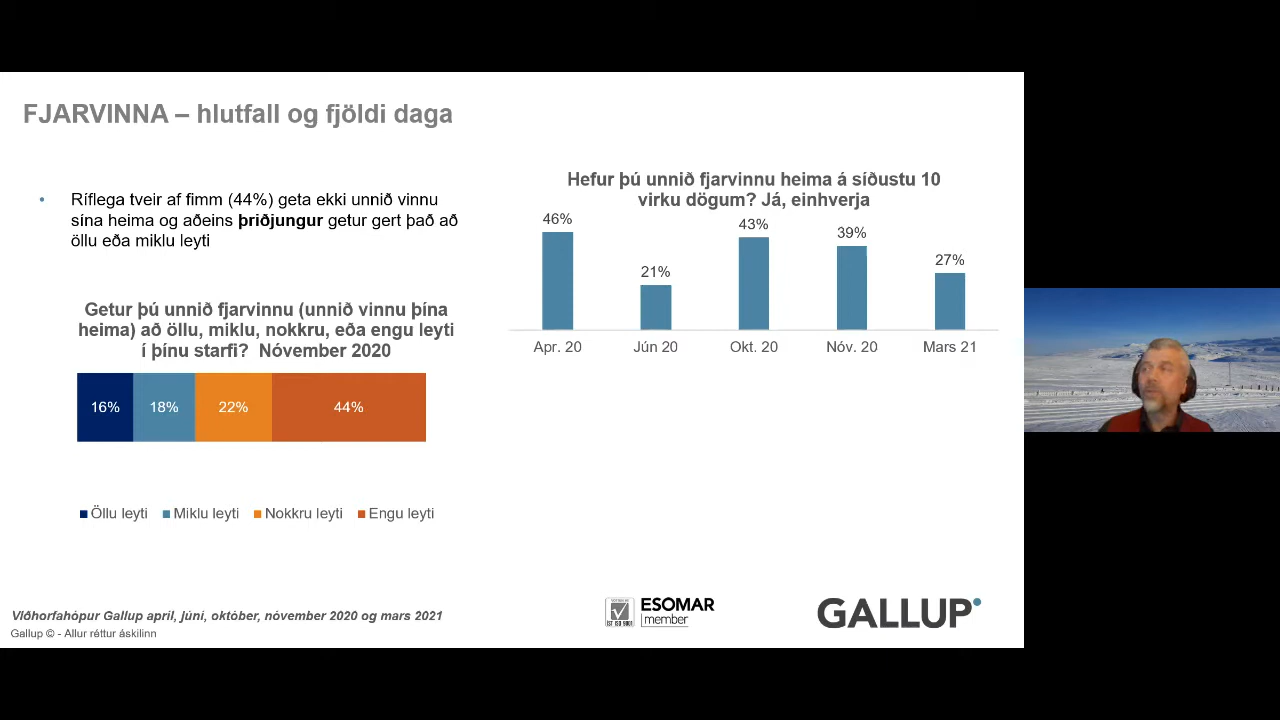 FJARVINNA – hlutfall og fjöldi daga
• Ríflega tveir af fimm (44%) geta ekki unnið vinnu
sína heima og aðeins þriðjungur getur gert það að
öllu eða miklu leyti
Getur þú unnið fjarvinnu (unnið vinnu þína
heima) að öllu, miklu, nokkru, eða engu leyti
í þínu starfi? Nóvember 2020
16% 18% 22% 44%
Öllu leyti Miklu leyti Nokkru leyti Engu leyti
Hefur þú unnið fjarvinnu heima á síðustu 10
virku dögum? Já, einhverja
46% 21% 43% 39% 27%
Apr. 20 Jún 20 Okt. 20 Nóv. 20 Mars 21
Viðhorfahópur Gallup apríl, júní, október, nóvember 2020 og mars 2021
Gallup © - Allur réttur áskilinn
IST ISO 9001
ESOMAR
member
GALLUP